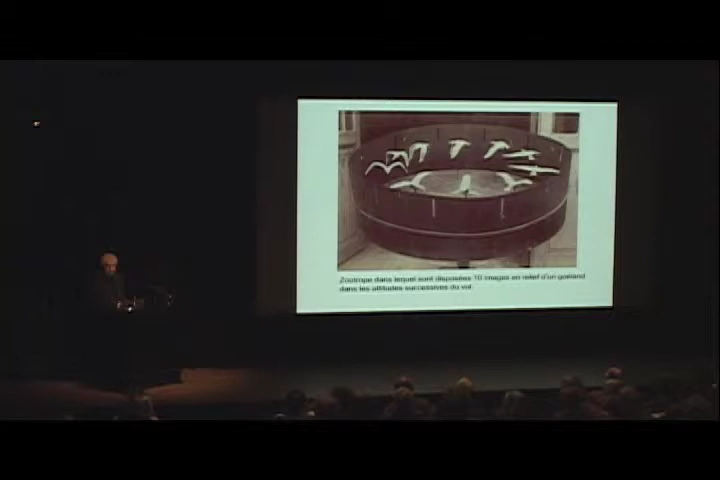 Zootrope dans lequel sont disposées 10 images en relief d'un goéland
dans les attitudes successives du vol.